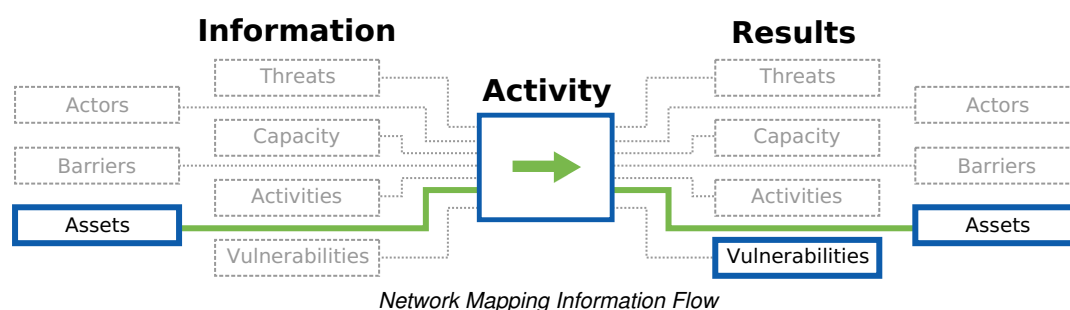 Information
Results
Activity
Threats
Actors
Capacity
Barriers
Activities
Assets
Vulnerabilities
Threats
Actors
Capacity
Barriers
Activities
Assets
Vulnerabilities
Network Mapping Information Flow